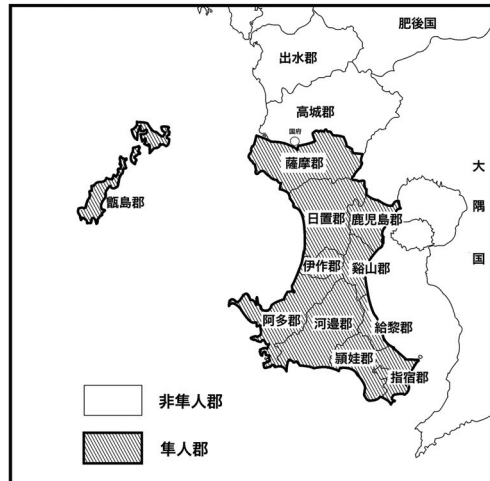 肥後国
出水郡
高城郡
国府
薩摩郡
大隅国
甑島郡
日置郡
鹿児島郡
伊作郡
谿山郡
阿多郡
河邊郡
給黎郡
頴娃郡
指宿郡
非隼人郡
隼人郡